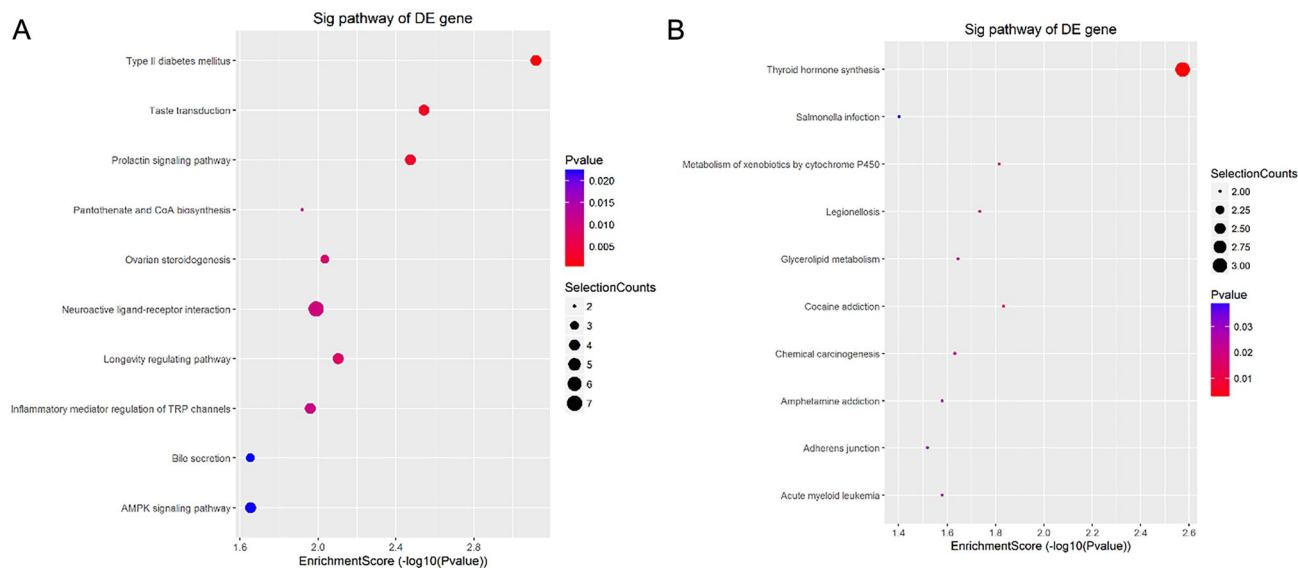 A
Sig pathway of DE gene
Type II diabetes mellitus
Taste transduction
Prolactin signaling pathway
Pantothenate and CoA biosynthesis
Ovarian steroidogenesis
Neuroactive ligand-receptor interaction
Longevity regulating pathway
Inflammatory mediator regulation of TRP channels
Bile secretion
AMPK signaling pathway
1.6 2.0 2.4 2.8
EnrichmentScore (-log10(Pvalue))
Pvalue
0.020
0.015
0.010
0.005
SelectionCounts
2
3
4
5
6
7
B
Sig pathway of DE gene
Thyroid hormone synthesis
Salmonella infection
Metabolism of xenobiotics by cytochrome P450
Legionellosis
Glycerolipid metabolism
Cocaine addiction
Chemical carcinogenesis
Amphetamine addiction
Adherens junction
Acute myeloid leukemia
1.4 1.6 1.8 2.0 2.2 2.4 2.6
EnrichmentScore (-log10(Pvalue))
SelectionCounts
2.00
2.25
2.50
2.75
3.00
Pvalue
0.03
0.02
0.01